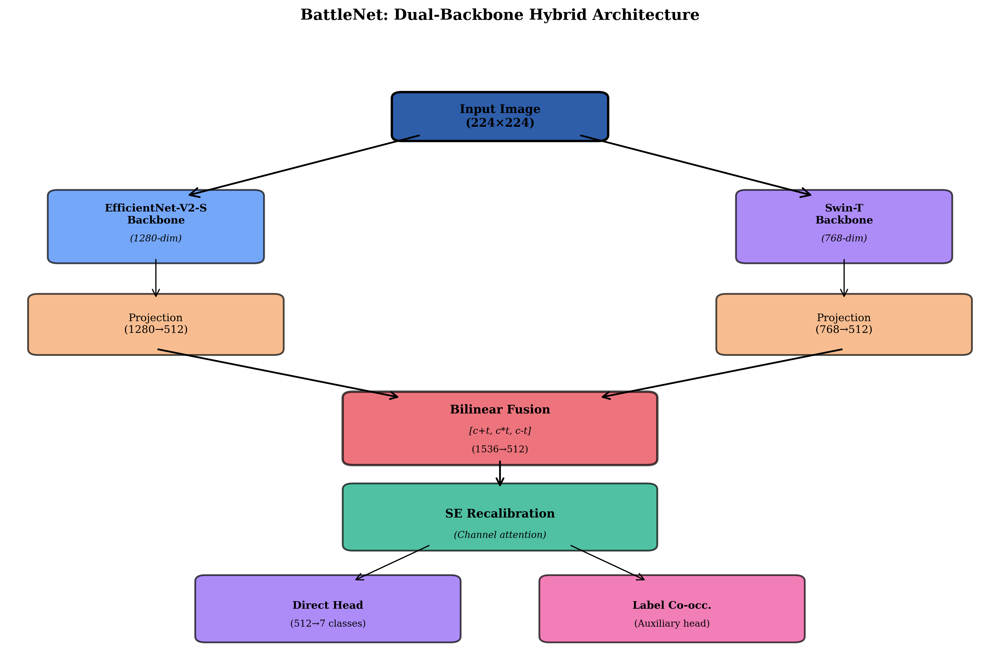 BattleNet: Dual-Backbone Hybrid Architecture
Input Image
(224×224)
EfficientNet-V2-S
Backbone
(1280-dim)
Swin-T
Backbone
(768-dim)
Projection
(1280→512)
Projection
(768→512)
Bilinear Fusion
[c+t, c*t, c-t]
(1536→512)
SE Recalibration
(Channel attention)
Direct Head
(512→7 classes)
Label Co-occ.
(Auxiliary head)